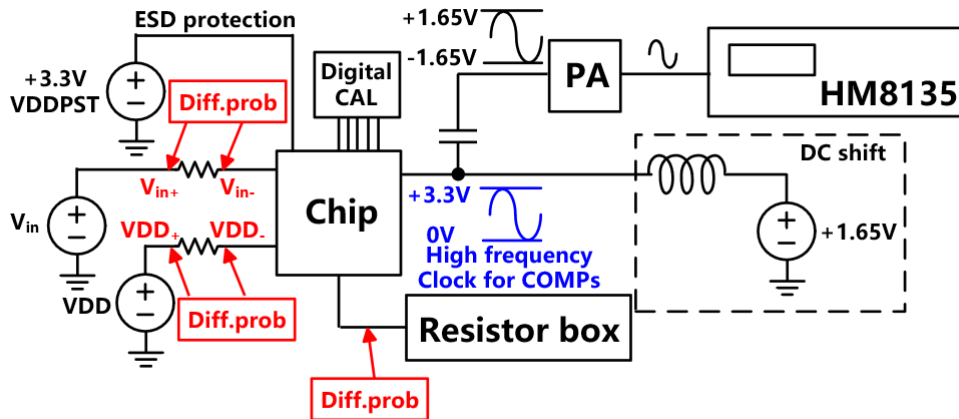 ESD protection
+3.3V
VDDPST
Diff.prob
Digital
CAL
+1.65V
-1.65V
PA
HM8135
DC shift
Vin+
Vin-
Vin
Chip
+3.3V
0V
High frequency
Clock for COMPs
+1.65V
VDD+
VDD-
VDD
Diff.prob
Resistor box
Diff.prob